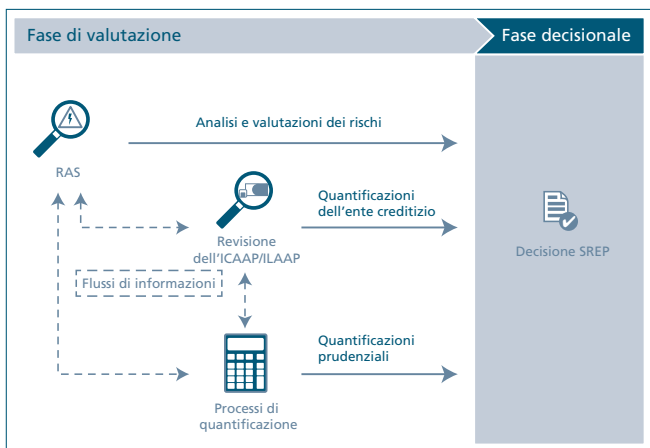 Fase di valutazione
Fase decisionale
Analisi e valutazioni dei rischi
RAS
Quantificazioni
dell'ente creditizio
Revisione
dell'ICAAP/ILAAP
Decisione SREP
Flussi di informazioni
Quantificazioni
prudenziali
Processi di
quantificazione